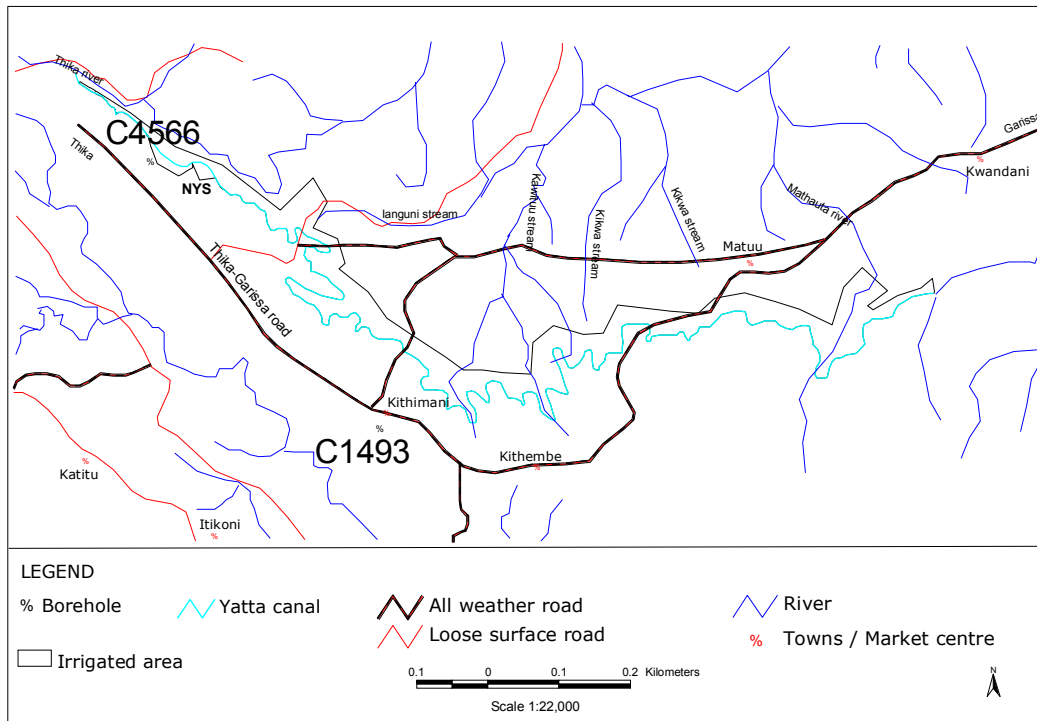 Thika river
C4566
%
Thika
NYS
Garissa
%
Kwandani
Ianguni stream
Kawituu stream
Kikwa stream
Kikwa stream
Mathauta river
Matuu
%
Thika-Garissa road
Kithimani
%
%
C1493
Kithembe
%
%
Katitu
Itikoni
%
LEGEND
% Borehole
Yatta canal
All weather road
River
Loose surface road
% Towns / Market centre
Irrigated area
0.1 0 0.1 0.2 Kilometers
Scale 1:22,000
N